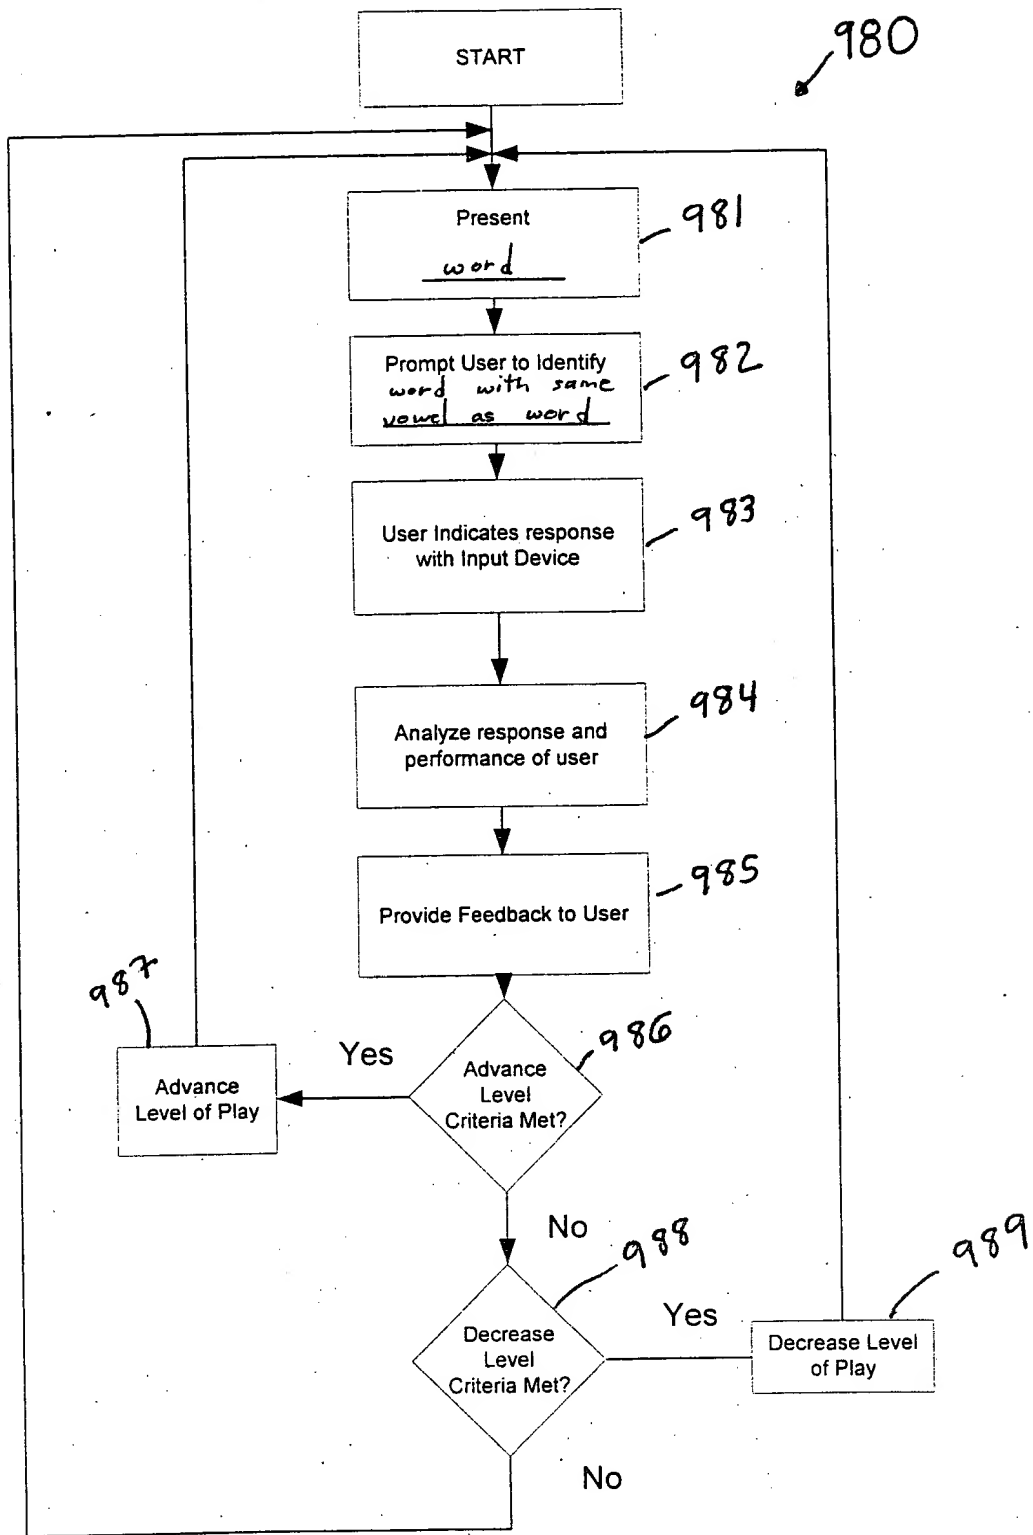 START
980
Present
word
981
Prompt User to Identify
word with same
vowel as word
982
User Indicates response
with Input Device
983
Analyze response and
performance of user
984
Provide Feedback to User
985
987
Yes
Advance
Level
Criteria Met?
986
Advance
Level of Play
No
988
989
Decrease
Level
Criteria Met?
Yes
Decrease Level
of Play
No